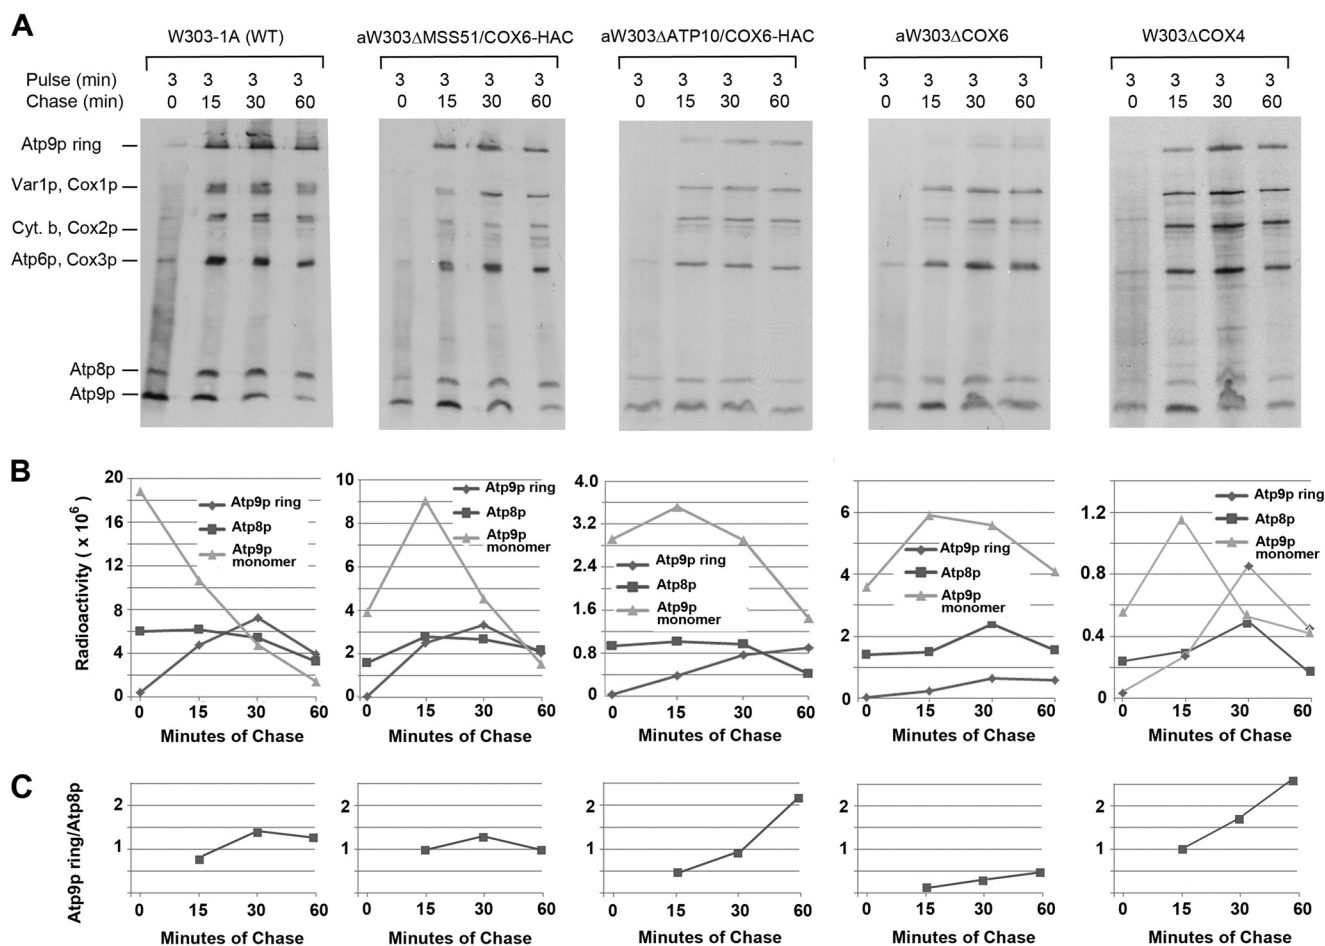 A
W303-1A (WT)
aW303ΔMSS51/COX6-HAC
aW303ΔATP10/COX6-HAC
aW303ΔCOX6
W303ΔCOX4
Pulse (min) 3 3 3 3 3 3 3 3 3 3 3 3 3 3 3 3 3 3 3 3
Chase (min) 0 15 30 60 0 15 30 60 0 15 30 60 0 15 30 60 0 15 30 60
Atp9p ring
Var1p, Cox1p
Cyt. b, Cox2p
Atp6p, Cox3p
Atp8p
Atp9p
B
Radioactivity ( x 10⁶ )
20
16
12
8
4
0
Atp9p ring
Atp8p
Atp9p
monomer
0 15 30 60
Minutes of Chase
10
8
6
4
2
0
Atp9p ring
Atp8p
Atp9p
monomer
0 15 30 60
Minutes of Chase
4.0
3.2
2.4
1.6
0.8
0
Atp9p ring
Atp8p
Atp9p
monomer
0 15 30 60
Minutes of Chase
6
4
2
0
Atp9p ring
Atp8p
Atp9p
monomer
0 15 30 60
Minutes of Chase
1.2
0.8
0.4
0
Atp9p ring
Atp8p
Atp9p
monomer
0 15 30 60
Minutes of Chase
C
Atp9p ring/Atp8p
2
1
0 15 30 60
Minutes of Chase
2
1
0 15 30 60
Minutes of Chase
2
1
0 15 30 60
Minutes of Chase
2
1
0 15 30 60
Minutes of Chase
2
1
0 15 30 60
Minutes of Chase